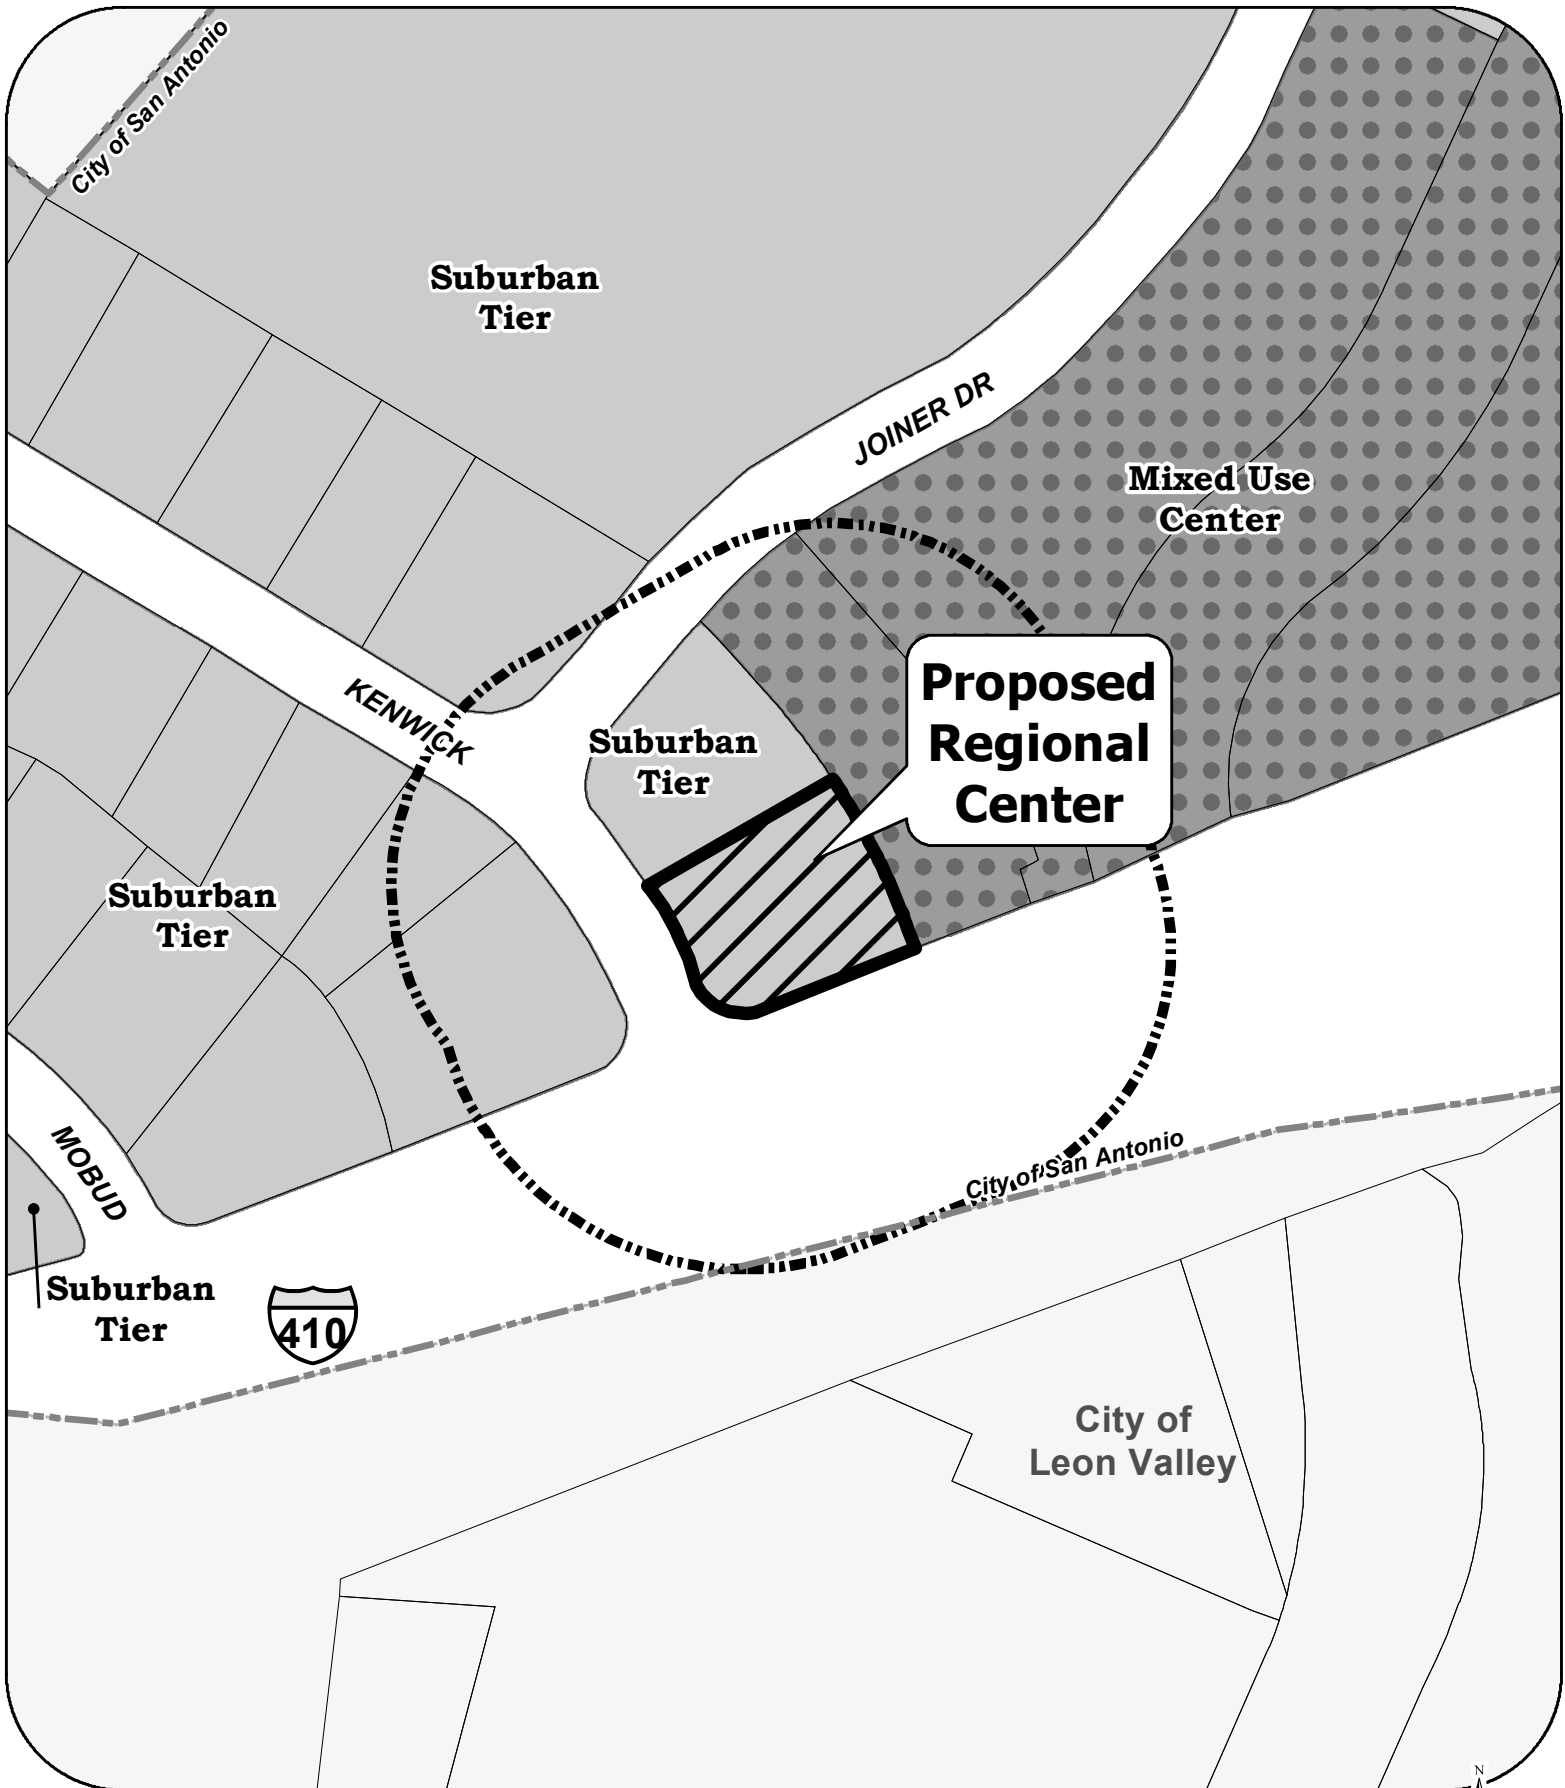 City of San Antonio
Suburban
Tier
JOINER DR
Mixed Use
Center
KENWICK
Suburban
Tier
Proposed
Regional
Center
Suburban
Tier
MOBUD
City of San Antonio
Suburban
Tier
410
City of
Leon Valley
N